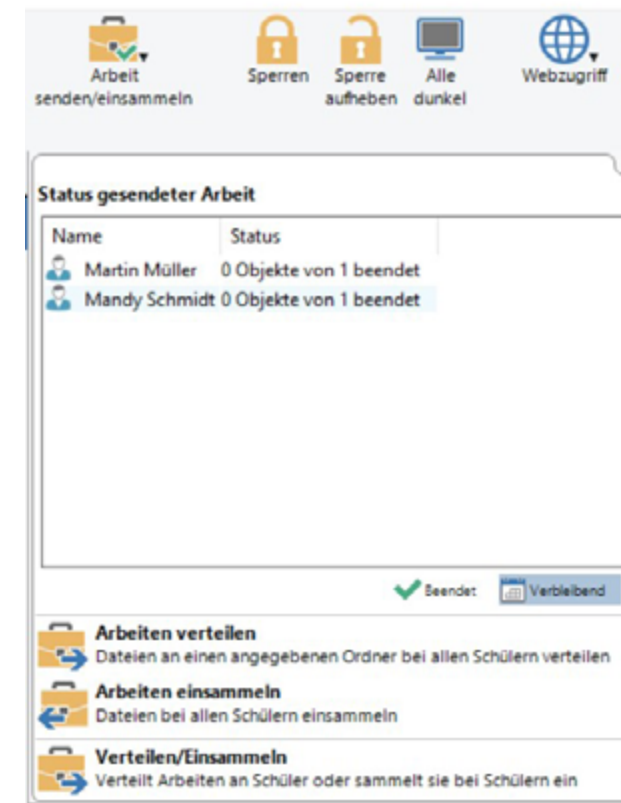 Arbeit
senden/einsammeln
Sperren
Sperre
aufheben
Alle
dunkel
Webzugriff
Status gesendeter Arbeit
Name Status
Martin Müller 0 Objekte von 1 beendet
Mandy Schmidt 0 Objekte von 1 beendet
Beendet Verbleibend
Arbeiten verteilen
Dateien an einen angegebenen Ordner bei allen Schülern verteilen
Arbeiten einsammeln
Dateien bei allen Schülern einsammeln
Verteilen/Einsammeln
Verteilt Arbeiten an Schüler oder sammelt sie bei Schülern ein